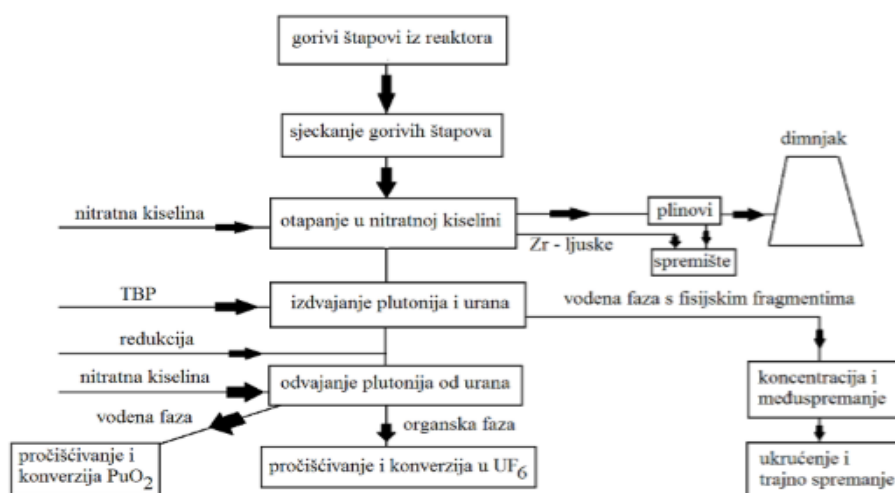 gorivi štapovi iz reaktora
sjeckanje gorivih štapova
dimnjak
nitratna kiselina
otapanje u nitratnoj kiselini
plinovi
Zr - ljuske
spremište
TBP
izdvajanje plutonija i urana
vodena faza s fisijskim fragmentima
redukcija
nitratna kiselina
odvajanje plutonija od urana
koncentracija i
međuspremanje
vodena faza
organska faza
pročišćivanje i
konverzija PuO₂
pročišćivanje i konverzija u UF₆
ukrućenje i
trajno spremanje